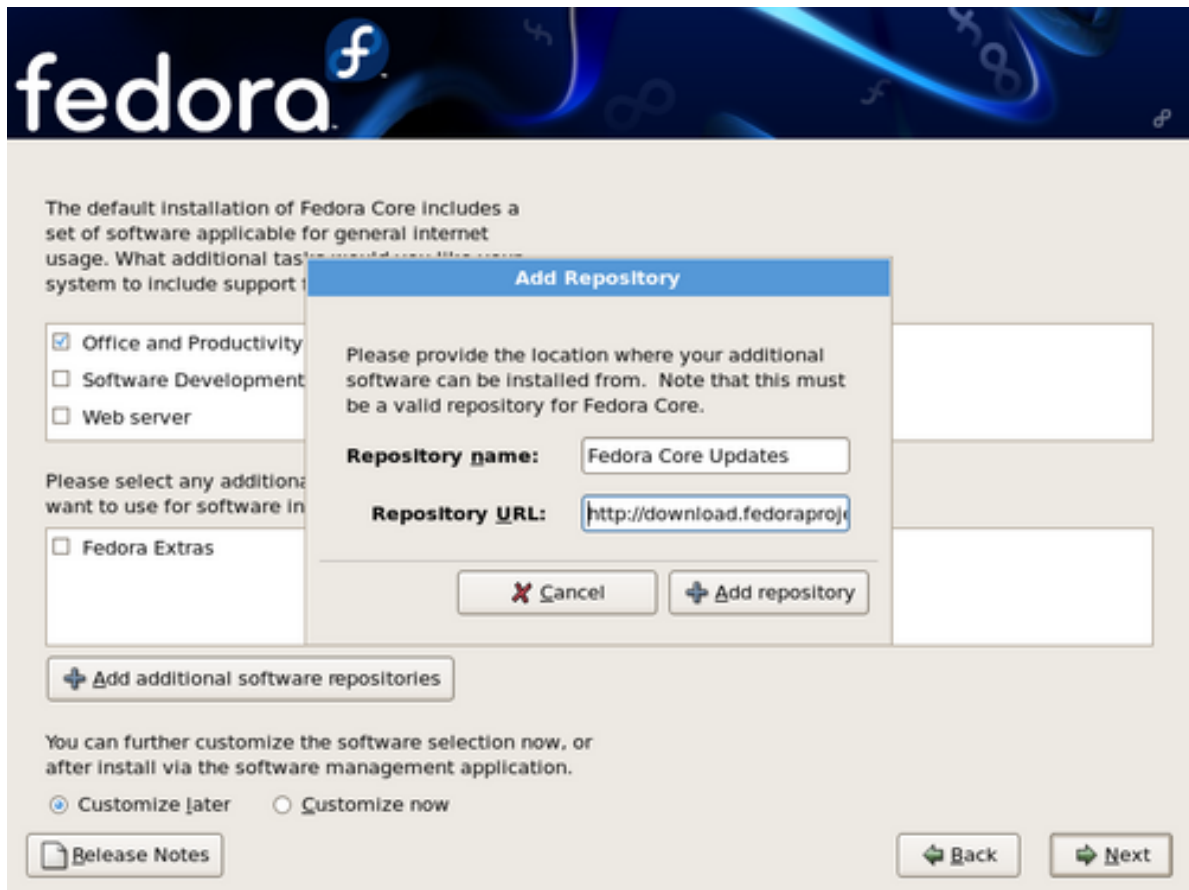 fedora
The default installation of Fedora Core includes a
set of software applicable for general internet
usage. What additional
system to include support
Office and Productivity
Software Development
Web server
Please select any
want to use for software
Fedora Extras
Add additional software repositories
You can further customize the software selection now, or
after install via the software management application.
Customize later
Customize now
Release Notes
Back
Next
Add Repository
Please provide the location where your additional
software can be installed from. Note that this must
be a valid repository for Fedora Core.
Repository name:
Fedora Core Updates
Repository URL:
http://download.fedoraproje
Cancel
Add repository